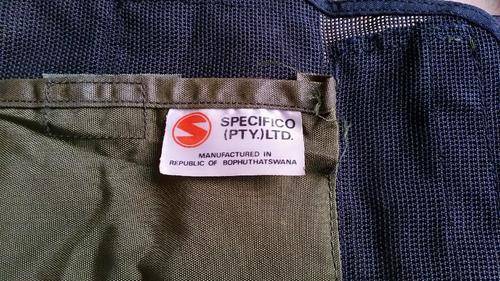 SPECIFICO
(PTY.) LTD.
MANUFACTURED IN
REPUBLIC OF BOPHUTHATSWANA